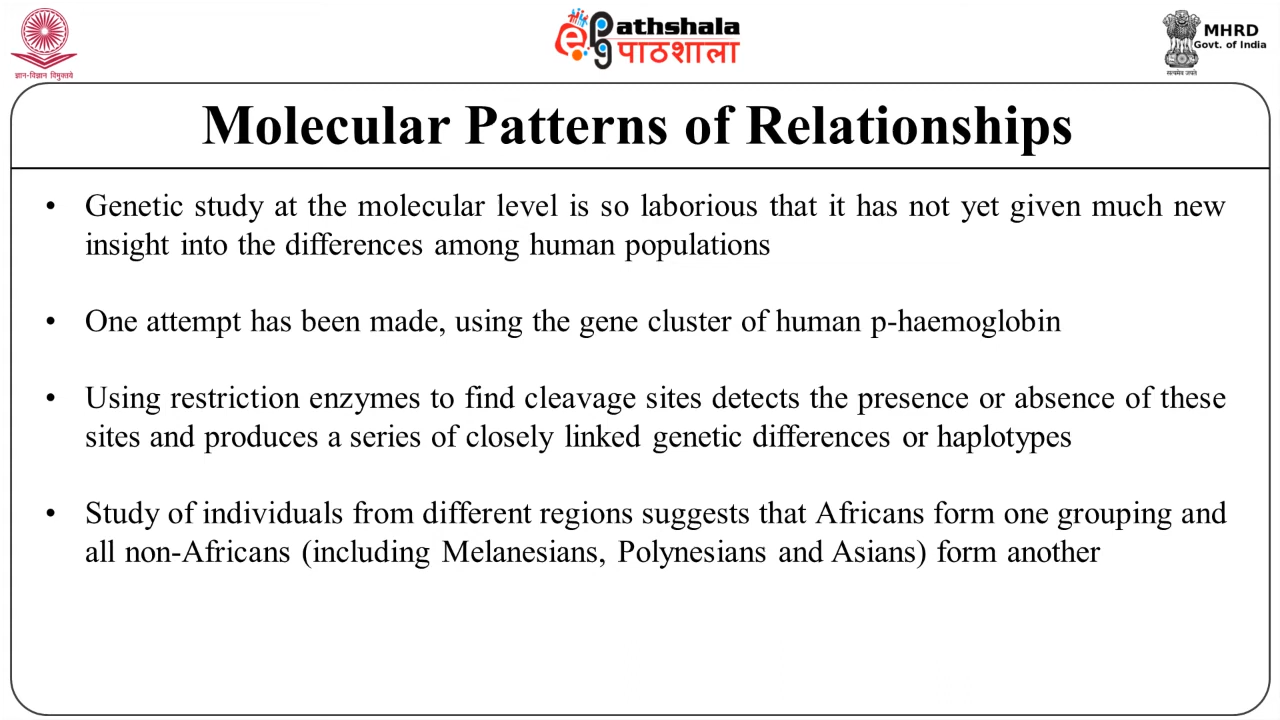 ज्ञान-विज्ञान विमुक्तये
ePg Pathshala
पाठशाला
MHRD
Govt. of India
सत्यमेव जयते
Molecular Patterns of Relationships
• Genetic study at the molecular level is so laborious that it has not yet given much new
insight into the differences among human populations
• One attempt has been made, using the gene cluster of human p-haemoglobin
• Using restriction enzymes to find cleavage sites detects the presence or absence of these
sites and produces a series of closely linked genetic differences or haplotypes
• Study of individuals from different regions suggests that Africans form one grouping and
all non-Africans (including Melanesians, Polynesians and Asians) form another